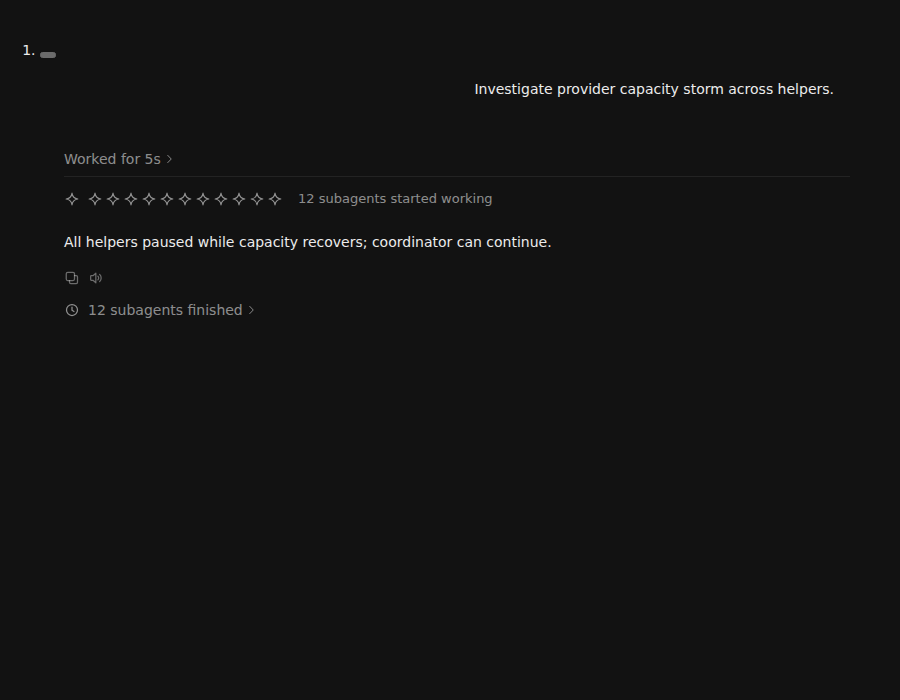 1.
Investigate provider capacity storm across helpers.
Worked for 5s
12 subagents started working
All helpers paused while capacity recovers; coordinator can continue.
12 subagents finished